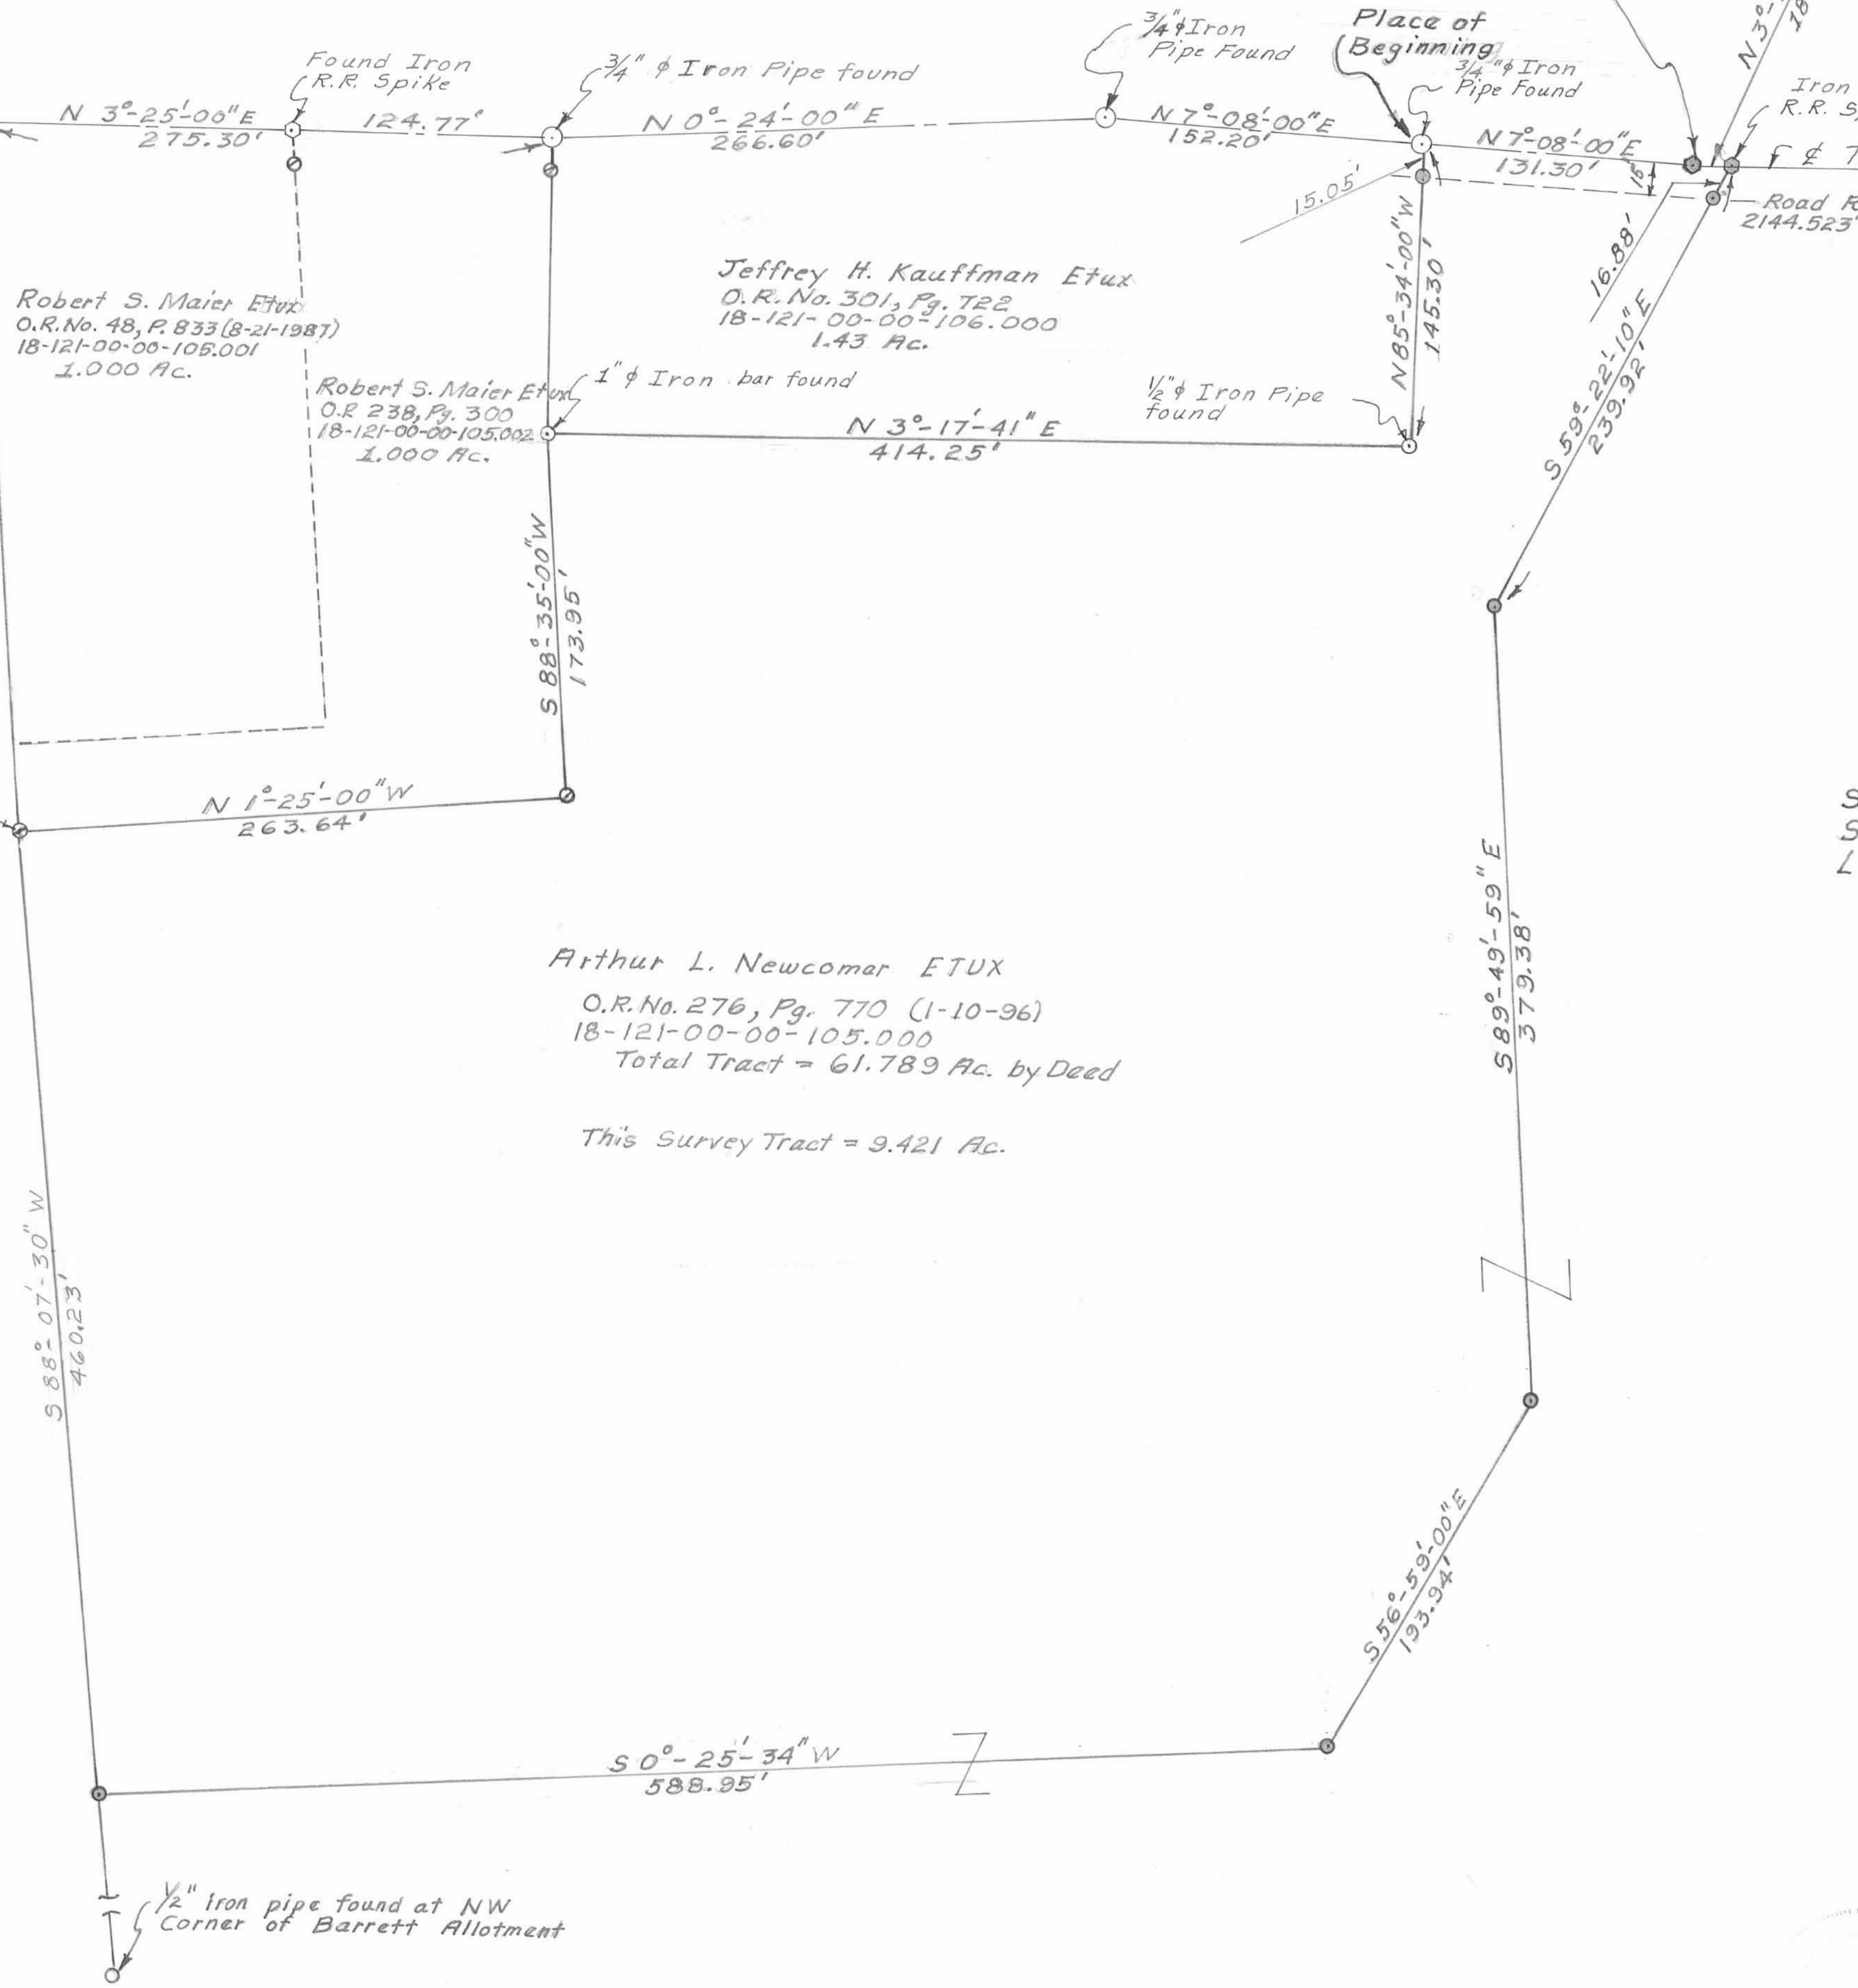 Found Iron
R.R. Spike
3/4" ϕ Iron Pipe found
3/4" ϕ Iron
Pipe Found
Place of
Beginning
3/4" ϕ Iron
Pipe Found
N 3°-
18
Iron
R.R. S
N 3°-25'-00" E
275.30'
124.77'
N 0°-24'-00" E
266.60'
N 7°-08'-00" E
152.20'
N 7°-08'-00" E
131.30'
15'
℄ T
Road R
2144.523'
15.05'
16.88'
N 85°-34'-00" W
145.30'
S 59°-22'-10" E
239.92'
Robert S. Maier Etux
O.R. No. 48, P. 833 (8-21-1987)
18-121-00-00-105.001
1.000 Ac.
Jeffrey H. Kauffman Etux
O.R. No. 301, Pg. 722
18-121-00-00-106.000
1.43 Ac.
Robert S. Maier Etux
O.R 238, Pg. 300
18-121-00-00-105.002
1.000 Ac.
1" ϕ Iron bar found
1/2" ϕ Iron Pipe
found
N 3°-17'-41" E
414.25'
S 88°-35'-00" W
173.95'
N 1°-25'-00" W
263.64'
S
S
L
S 89°-49'-59" E
379.38'
Arthur L. Newcomer ETUX
O.R. No. 276, Pg. 770 (1-10-96)
18-121-00-00-105.000
Total Tract = 61.789 Ac. by Deed
This Survey Tract = 9.421 Ac.
S 88°-07'-30" W
460.23'
S 56°-59'-00" E
193.94'
S 0°-25'-34" W
588.95'
1/2" iron pipe found at NW
Corner of Barrett Allotment